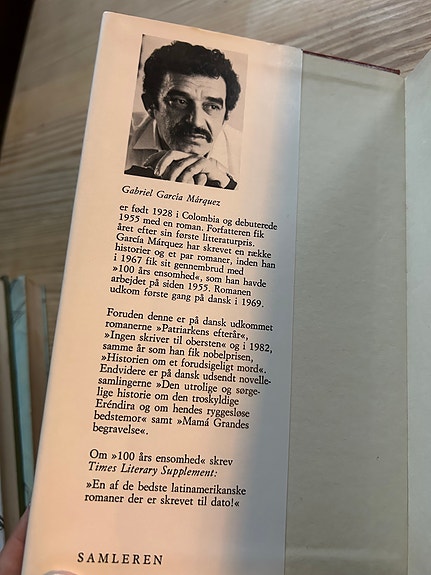 Gabriel García Márquez
er født 1928 i Colombia og debuterede
1955 med en roman. Forfatteren fik
året efter sin første litteraturpris.
García Márquez har skrevet en række
historier og et par romaner, inden han
i 1967 fik sit gennembrud med
»100 års ensomhed«, som han havde
arbejdet på siden 1955. Romanen
udkom første gang på dansk i 1969.
Foruden denne er på dansk udkommet
romanerne »Patriarkens efterår«,
»Ingen skriver til obersten« og i 1982,
samme år som han fik nobelprisen,
»Historien om et forudsigeligt mord«.
Endvidere er på dansk udsendt novelle-
samlingerne »Den utrolige og sørge-
lige historie om den troskyldige
Eréndira og om hendes ryggesløse
bedstemor« samt »Mamá Grandes
begravelse«.
Om »100 års ensomhed« skrev
Times Literary Supplement:
»En af de bedste latinamerikanske
romaner der er skrevet til dato!«
SAMLEREN